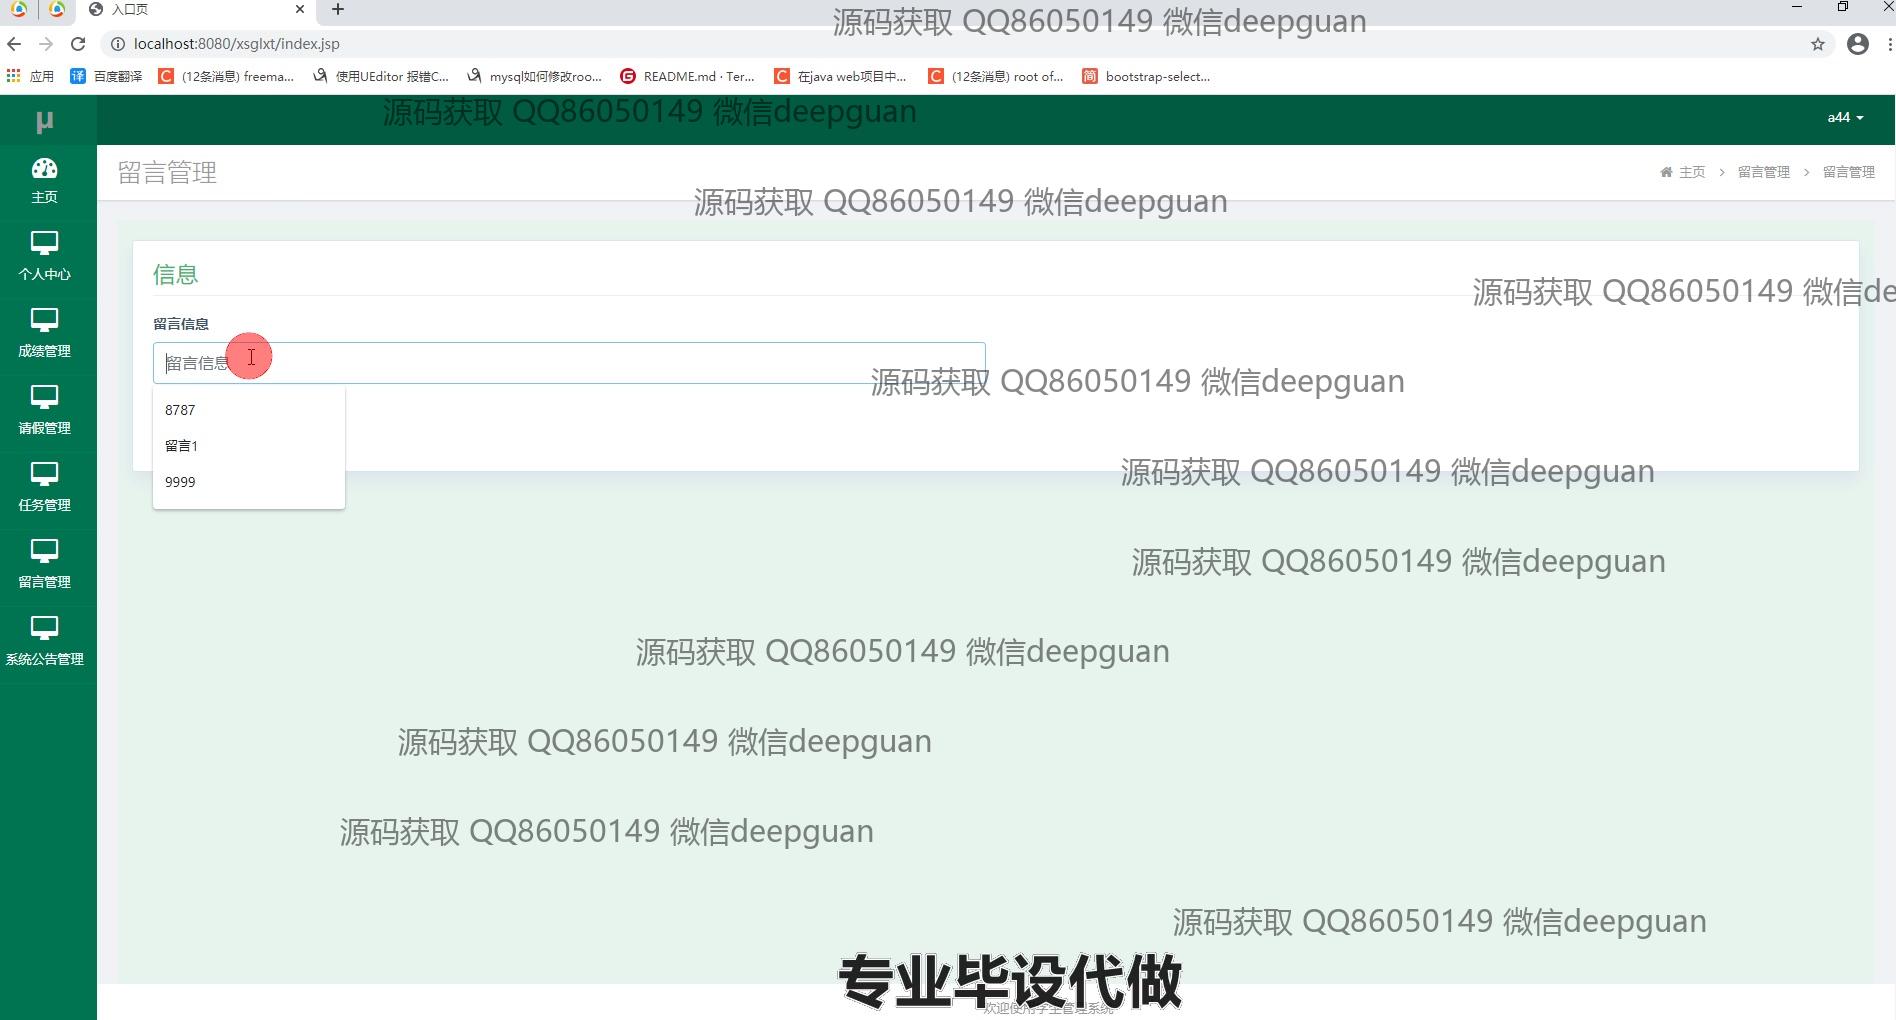 入口页
源码获取 QQ86050149 微信deepguan
localhost:8080/xsglxt/index.jsp
应用 百度翻译 (12条消息) freema... 使用UEditor 报错C... mysql如何修改roo... README.md · Ter... 在java web项目中... (12条消息) root of... bootstrap-select...
源码获取 QQ86050149 微信deepguan
μ
a44
主页
留言管理
主页 > 留言管理 > 留言管理
源码获取 QQ86050149 微信deepguan
个人中心
信息
源码获取 QQ86050149 微信de
留言信息
成绩管理
留言信息
源码获取 QQ86050149 微信deepguan
8787
请假管理
留言1
源码获取 QQ86050149 微信deepguan
9999
任务管理
源码获取 QQ86050149 微信deepguan
留言管理
源码获取 QQ86050149 微信deepguan
系统公告管理
源码获取 QQ86050149 微信deepguan
源码获取 QQ86050149 微信deepguan
源码获取 QQ86050149 微信deepguan
专业毕设代做
欢迎使用学生管理系统